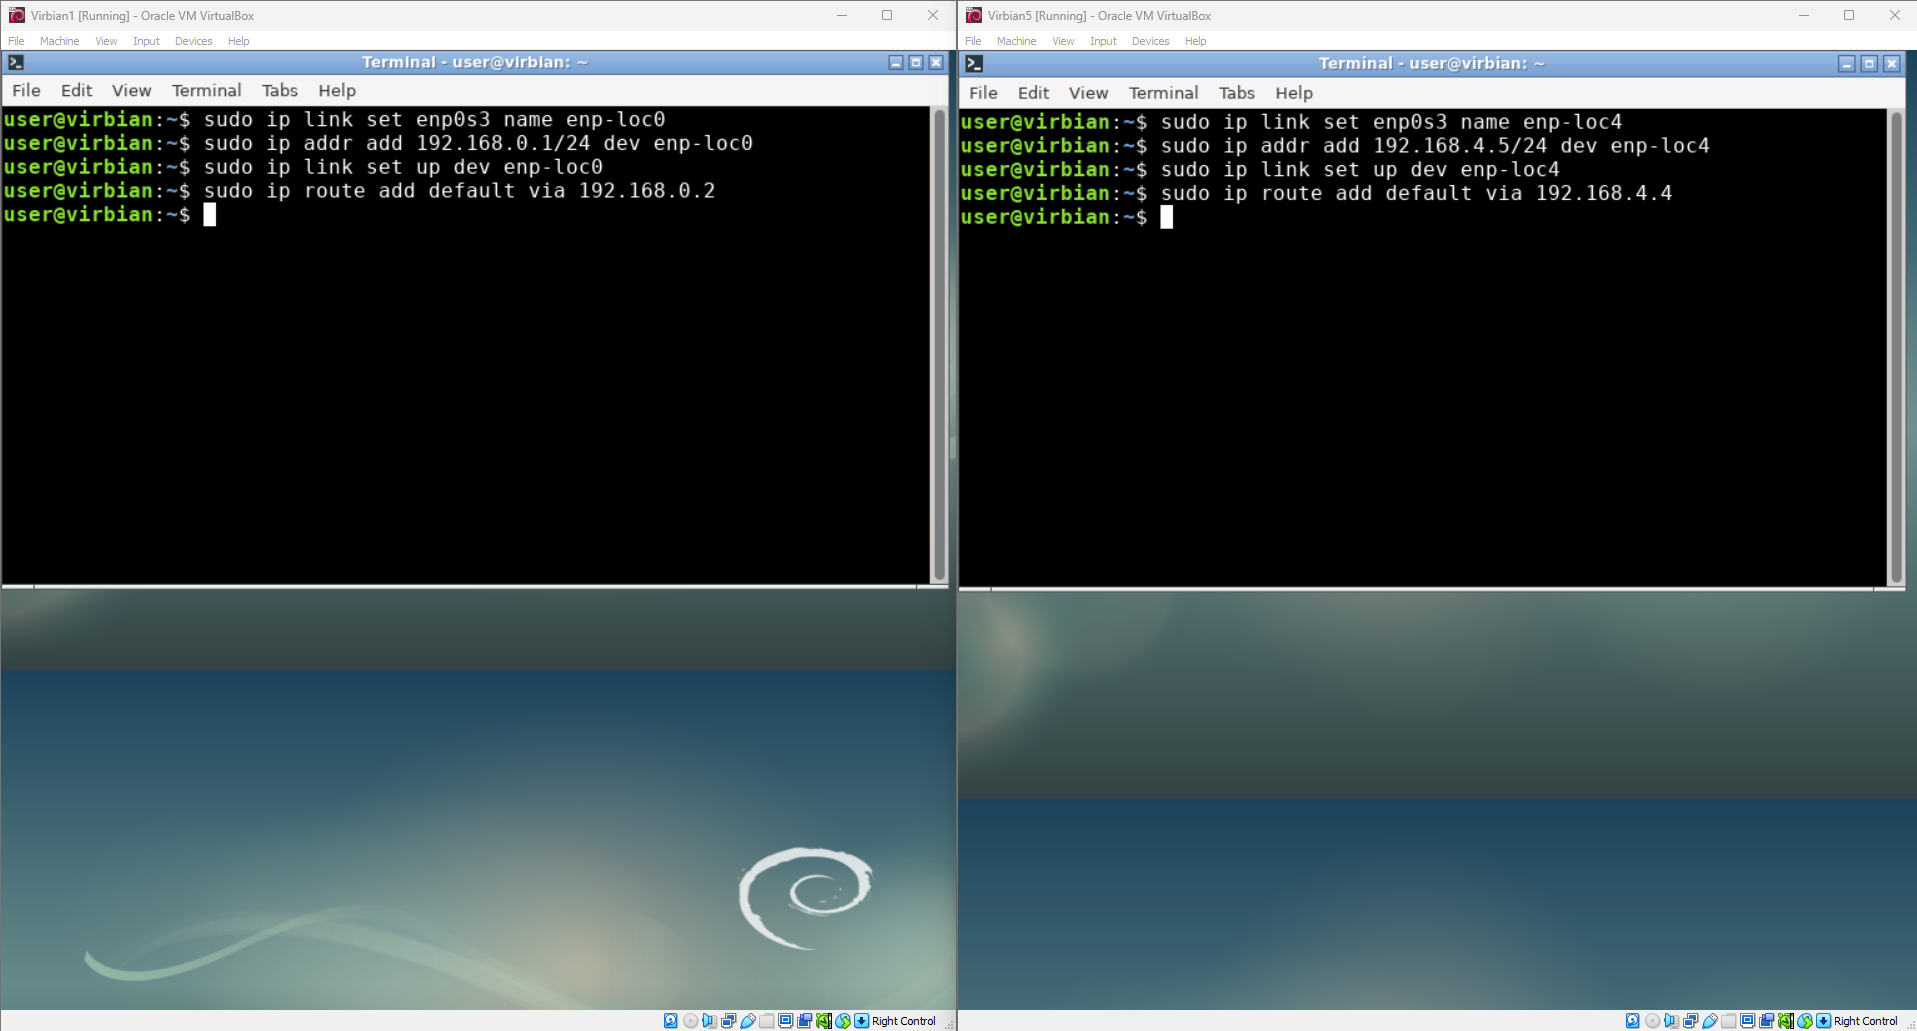 Virbian1 [Running] - Oracle VM VirtualBox
File Machine View Input Devices Help
Terminal - user@virbian: ~
File Edit View Terminal Tabs Help
user@virbian:~$ sudo ip link set enp0s3 name enp-loc0
user@virbian:~$ sudo ip addr add 192.168.0.1/24 dev enp-loc0
user@virbian:~$ sudo ip link set up dev enp-loc0
user@virbian:~$ sudo ip route add default via 192.168.0.2
user@virbian:~$
Right Control
Virbian5 [Running] - Oracle VM VirtualBox
File Machine View Input Devices Help
Terminal - user@virbian: ~
File Edit View Terminal Tabs Help
user@virbian:~$ sudo ip link set enp0s3 name enp-loc4
user@virbian:~$ sudo ip addr add 192.168.4.5/24 dev enp-loc4
user@virbian:~$ sudo ip link set up dev enp-loc4
user@virbian:~$ sudo ip route add default via 192.168.4.4
user@virbian:~$
Right Control